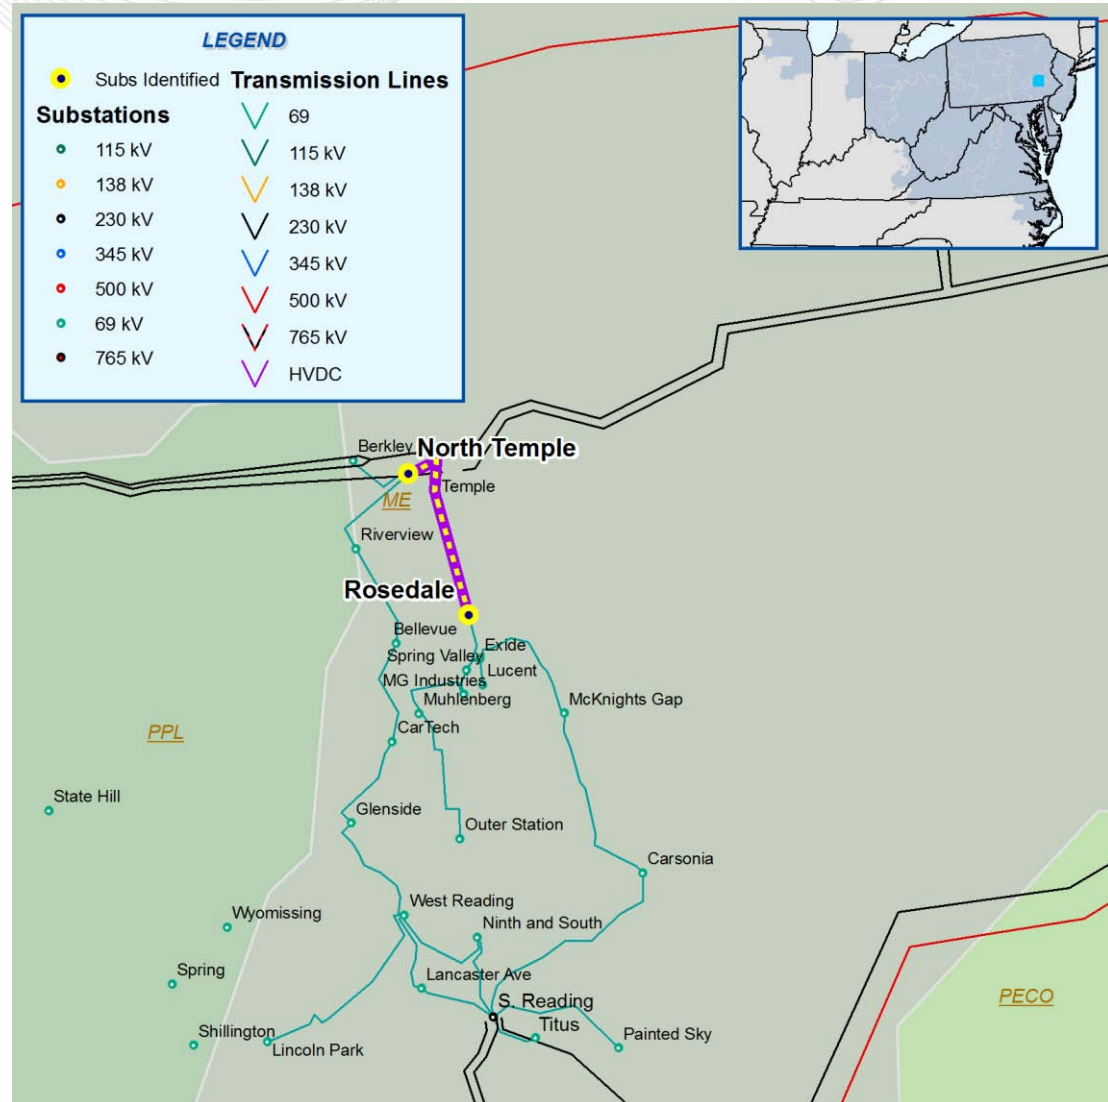 LEGEND
Subs Identified
Substations
115 kV
138 kV
230 kV
345 kV
500 kV
69 kV
765 kV
Transmission Lines
69
115 kV
138 kV
230 kV
345 kV
500 kV
765 kV
HVDC
Berkley
North Temple
Temple
ME
Riverview
Rosedale
Bellevue
Exide
Spring Valley
Lucent
MG Industries
Muhlenberg
McKnights Gap
CarTech
PPL
State Hill
Glenside
Outer Station
Carsonia
West Reading
Wyomissing
Ninth and South
Spring
Lancaster Ave
S. Reading
PECO
Titus
Shillington
Painted Sky
Lincoln Park